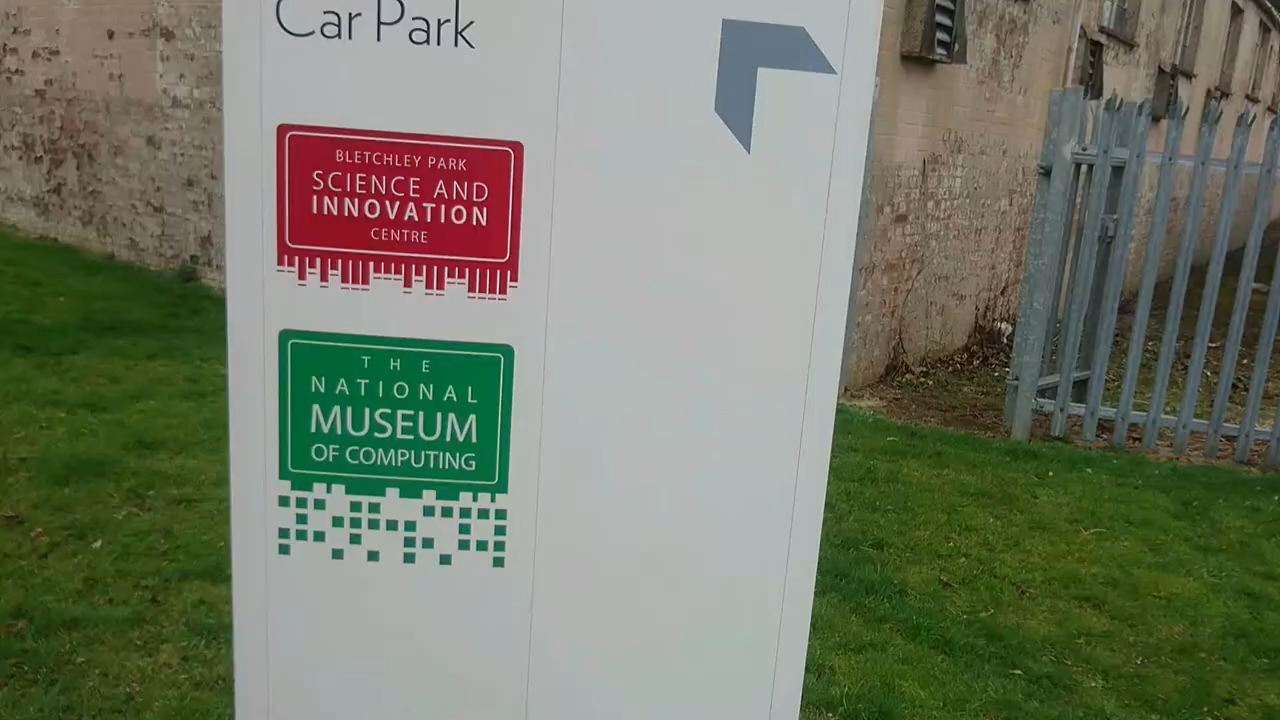 Car Park
BLETCHLEY PARK
SCIENCE AND
INNOVATION
CENTRE
THE
NATIONAL
MUSEUM
OF COMPUTING